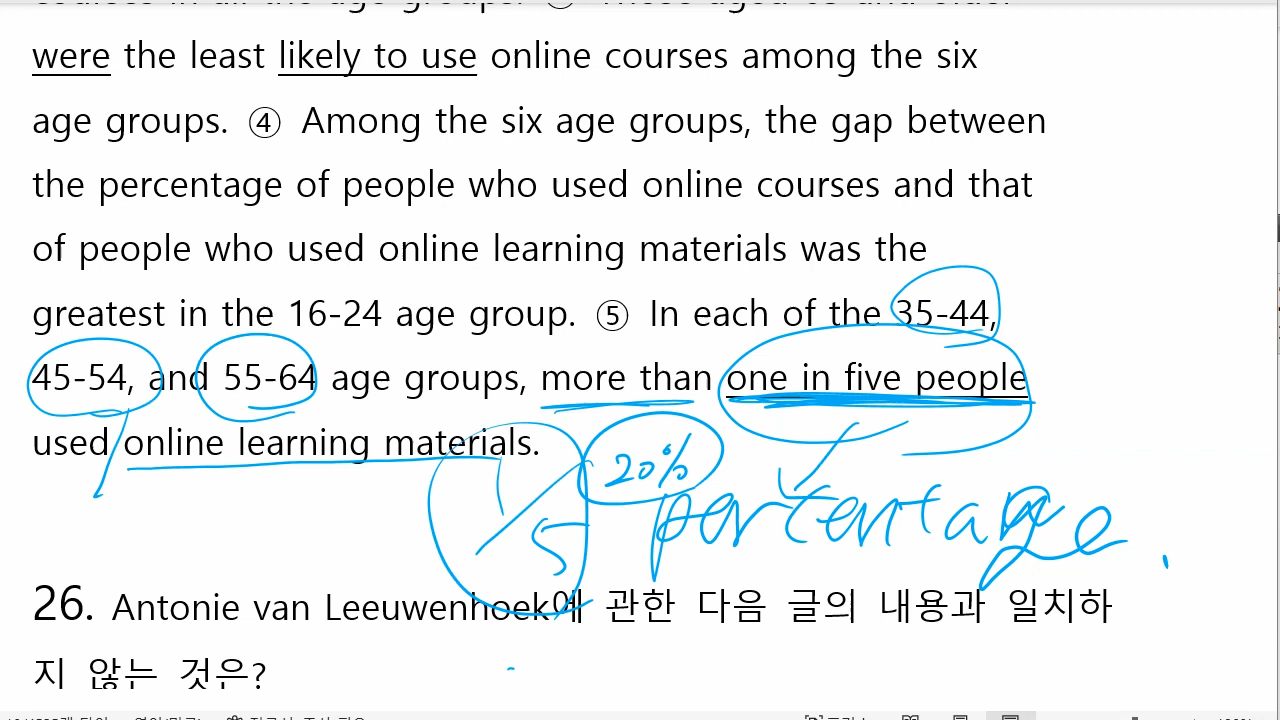 were the least likely to use online courses among the six
age groups. ④ Among the six age groups, the gap between
the percentage of people who used online courses and that
of people who used online learning materials was the
greatest in the 16-24 age group. ⑤ In each of the 35-44,
45-54, and 55-64 age groups, more than one in five people
used online learning materials.
20%
1/5
percentage.
26. Antonie van Leeuwenhoek에 관한 다음 글의 내용과 일치하
지 않는 것은?